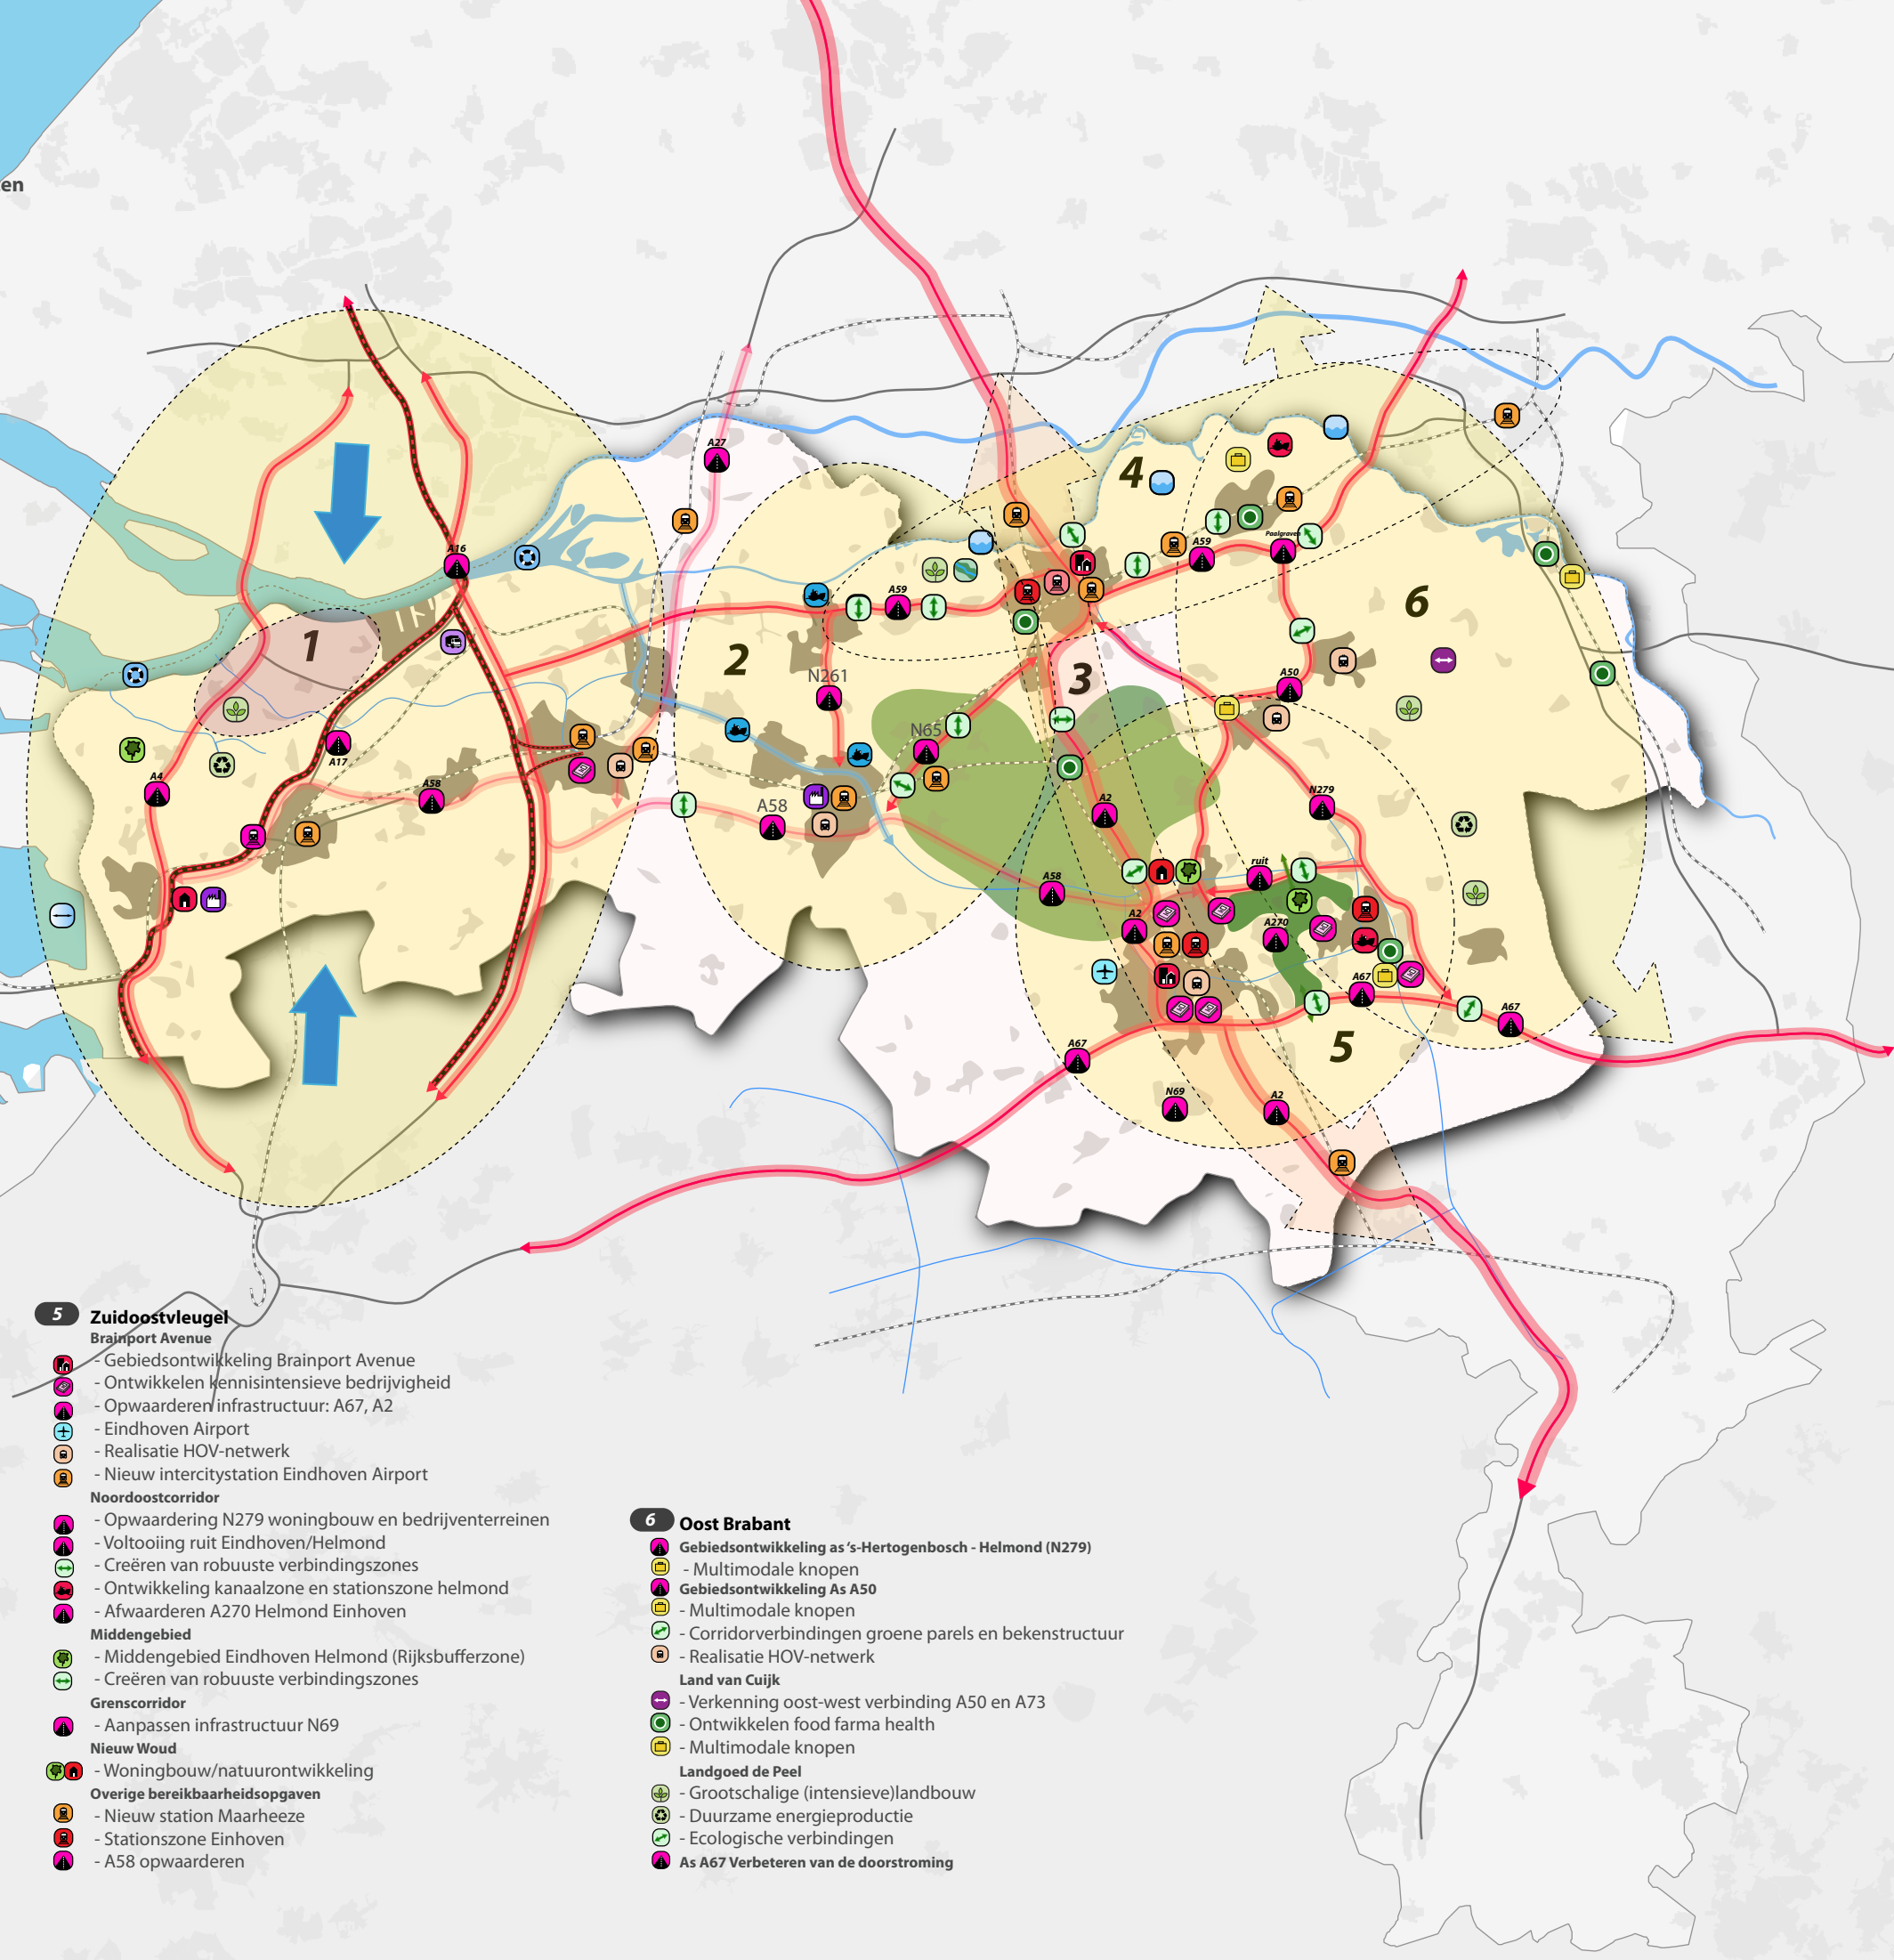 en
A27
4
A16
A59
Paalgraven
A59
6
1
2
3
N261
A50
N65
A17
A4
A58
A58
A2
N279
ruit
A58
A2
A270
A67
A67
5
A67
N69
A2
5 Zuidoostvleugel
Brainport Avenue
- Gebiedsontwikkeling Brainport Avenue
- Ontwikkelen kennisintensieve bedrijvigheid
- Opwaarderen infrastructuur: A67, A2
- Eindhoven Airport
- Realisatie HOV-netwerk
- Nieuw intercitystation Eindhoven Airport
Noordoostcorridor
- Opwaardering N279 woningbouw en bedrijventerreinen
- Voltooiing ruit Eindhoven/Helmond
- Creëren van robuuste verbindingszones
- Ontwikkeling kanaalzone en stationszone helmond
- Afwaarderen A270 Helmond Einhoven
Middengebied
- Middengebied Eindhoven Helmond (Rijksbufferzone)
- Creëren van robuuste verbindingszones
Grenscorridor
- Aanpassen infrastructuur N69
Nieuw Woud
- Woningbouw/natuurontwikkeling
Overige bereikbaarheidsopgaven
- Nieuw station Maarheeze
- Stationszone Einhoven
- A58 opwaarderen
6 Oost Brabant
Gebiedsontwikkeling as 's-Hertogenbosch - Helmond (N279)
- Multimodale knopen
Gebiedsontwikkeling As A50
- Multimodale knopen
- Corridorverbindingen groene parels en bekenstructuur
- Realisatie HOV-netwerk
Land van Cuijk
- Verkenning oost-west verbinding A50 en A73
- Ontwikkelen food farma health
- Multimodale knopen
Landgoed de Peel
- Grootschalige (intensieve)landbouw
- Duurzame energieproductie
- Ecologische verbindingen
As A67 Verbeteren van de doorstroming